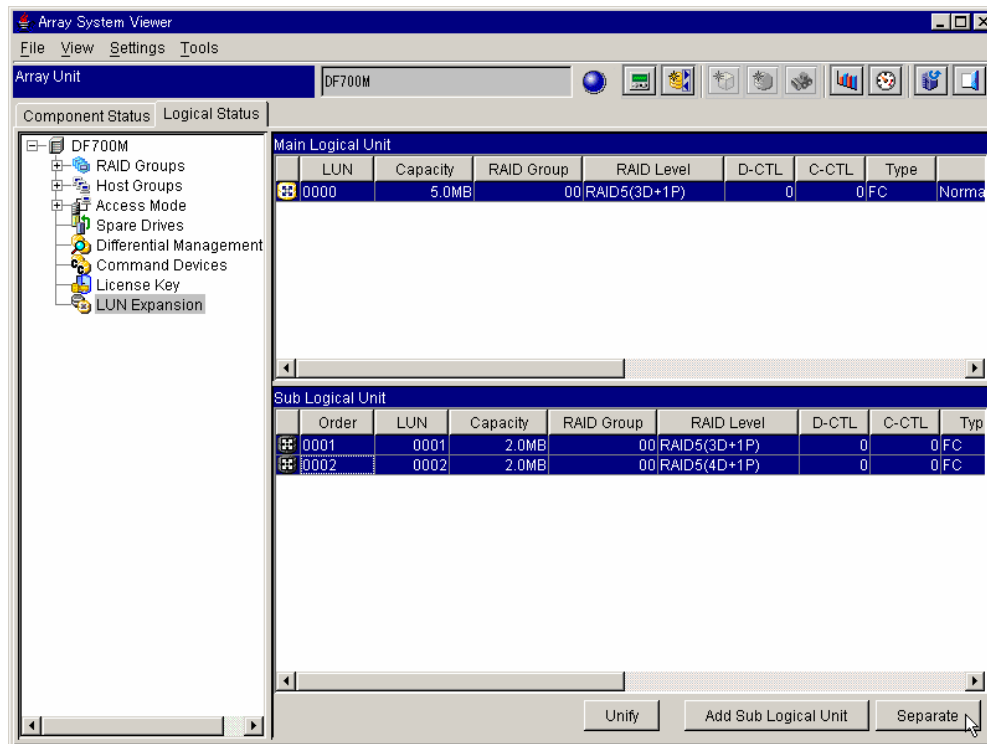 Array System Viewer
File View Settings Tools
Array Unit DF700M
Component Status Logical Status
DF700M
RAID Groups
Host Groups
Access Mode
Spare Drives
Differential Management
Command Devices
License Key
LUN Expansion
Main Logical Unit
LUN Capacity RAID Group RAID Level D-CTL C-CTL Type
0000 5.0MB 00 RAID5(3D+1P) 0 0 FC Norma
Sub Logical Unit
Order LUN Capacity RAID Group RAID Level D-CTL C-CTL Typ
0001 0001 2.0MB 00 RAID5(3D+1P) 0 0 FC
0002 0002 2.0MB 00 RAID5(4D+1P) 0 0 FC
Unify Add Sub Logical Unit Separate